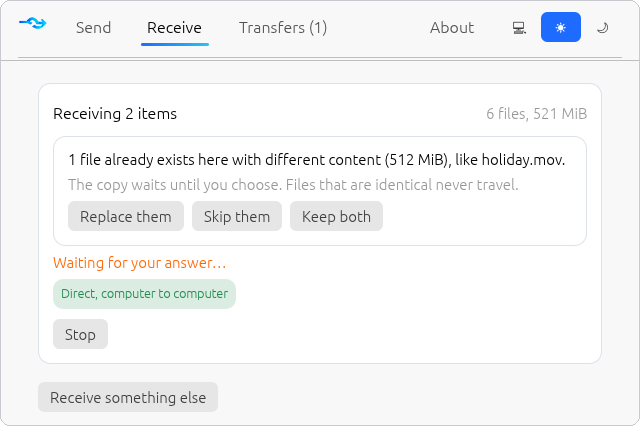 Send Receive Transfers (1) About
Receiving 2 items 6 files, 521 MiB
1 file already exists here with different content (512 MiB), like holiday.mov.
The copy waits until you choose. Files that are identical never travel.
Replace them Skip them Keep both
Waiting for your answer…
Direct, computer to computer
Stop
Receive something else